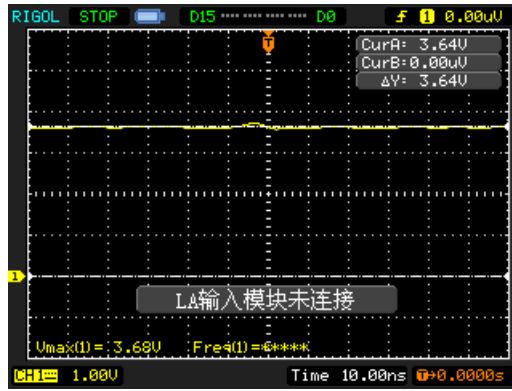 RIGOL STOP D15 ···· ···· ···· ···· D0 1 0.00uV
T
CurA: 3.64V
CurB:0.00uV
ΔY: 3.64V
1
LA输入模块未连接
Vmax(1)=3.68V Freq(1)=*****
CH1 1.00V Time 10.00ns T→0.0000s